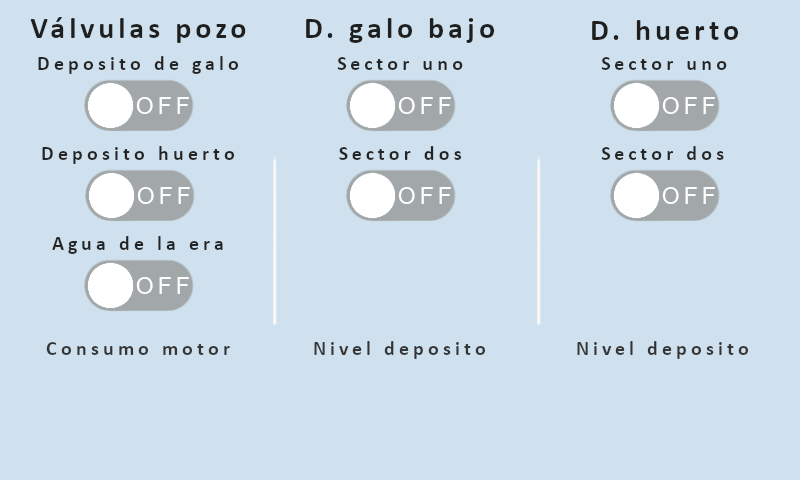 Válvulas pozo
Deposito de galo
OFF
Deposito huerto
OFF
Agua de la era
OFF
Consumo motor
D. galo bajo
Sector uno
OFF
Sector dos
OFF
Nivel deposito
D. huerto
Sector uno
OFF
Sector dos
OFF
Nivel deposito